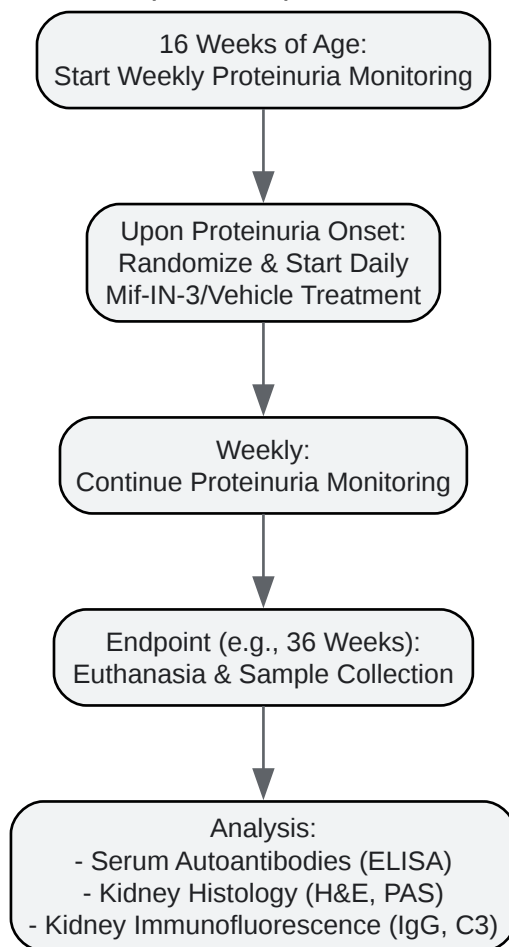 16 Weeks of Age:
Start Weekly Proteinuria Monitoring
Upon Proteinuria Onset:
Randomize & Start Daily
Mif-IN-3/Vehicle Treatment
Weekly:
Continue Proteinuria Monitoring
Endpoint (e.g., 36 Weeks):
Euthanasia & Sample Collection
Analysis:
- Serum Autoantibodies (ELISA)
- Kidney Histology (H&E, PAS)
- Kidney Immunofluorescence (IgG, C3)